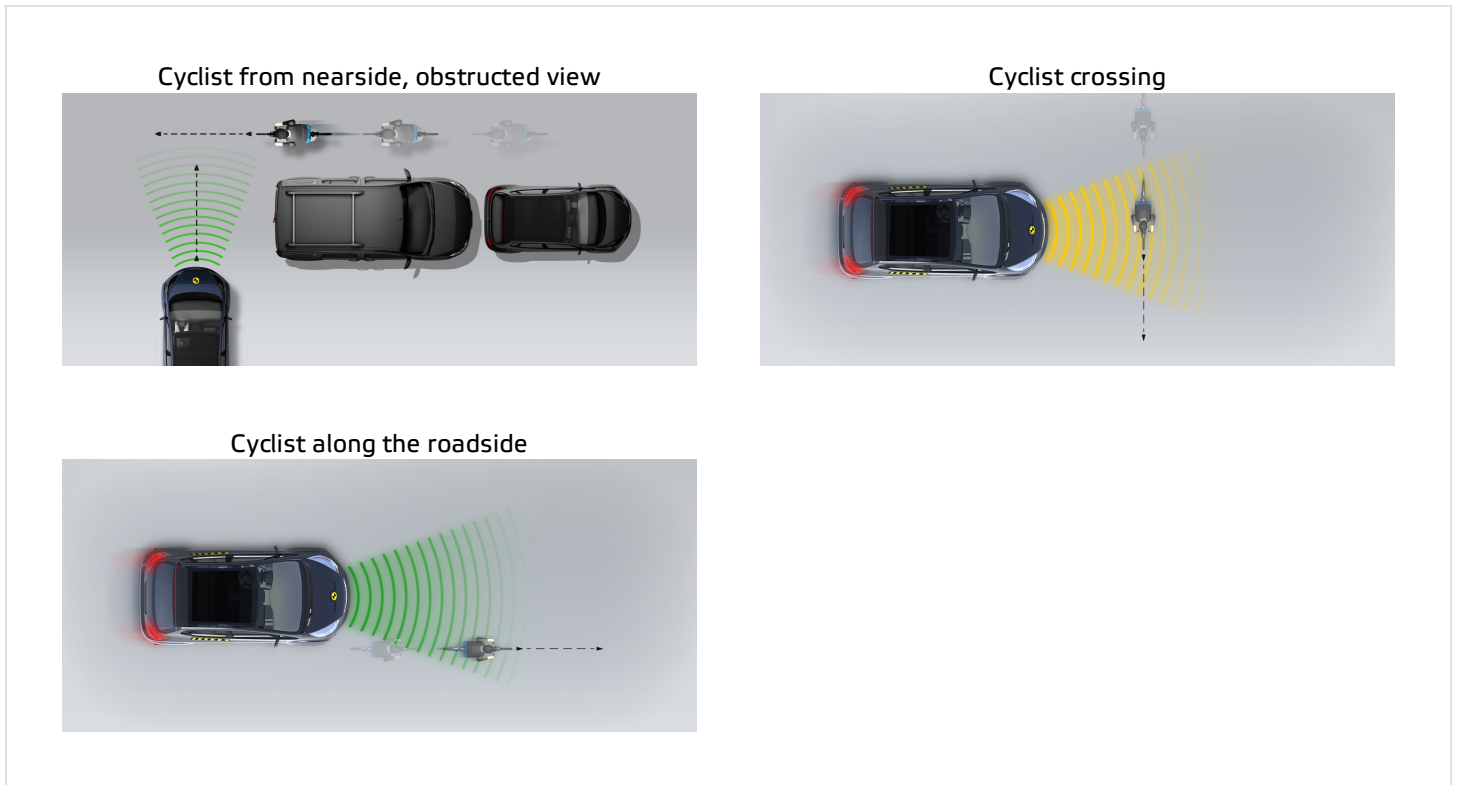 Cyclist from nearside, obstructed view
Cyclist crossing
Cyclist along the roadside